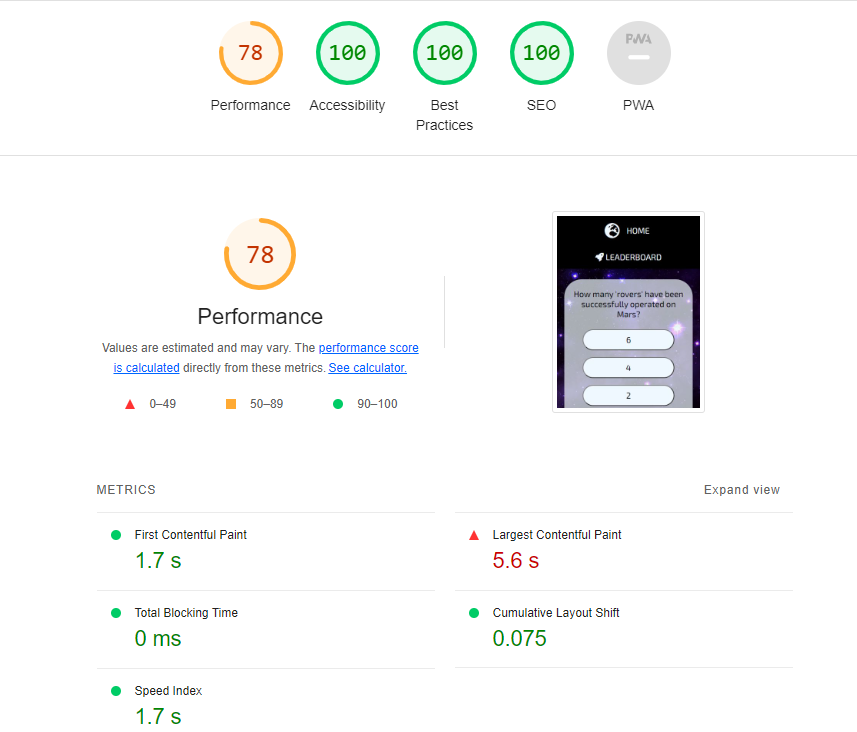 78
100
100
100
PWA
Performance
Accessibility
Best
Practices
SEO
PWA
78
Performance
Values are estimated and may vary. The performance score
is calculated directly from these metrics. See calculator.
0–49
50–89
90–100
HOME
LEADERBOARD
How many 'rovers' have been
successfully operated on
Mars?
6
4
2
METRICS
Expand view
First Contentful Paint
1.7 s
Largest Contentful Paint
5.6 s
Total Blocking Time
0 ms
Cumulative Layout Shift
0.075
Speed Index
1.7 s